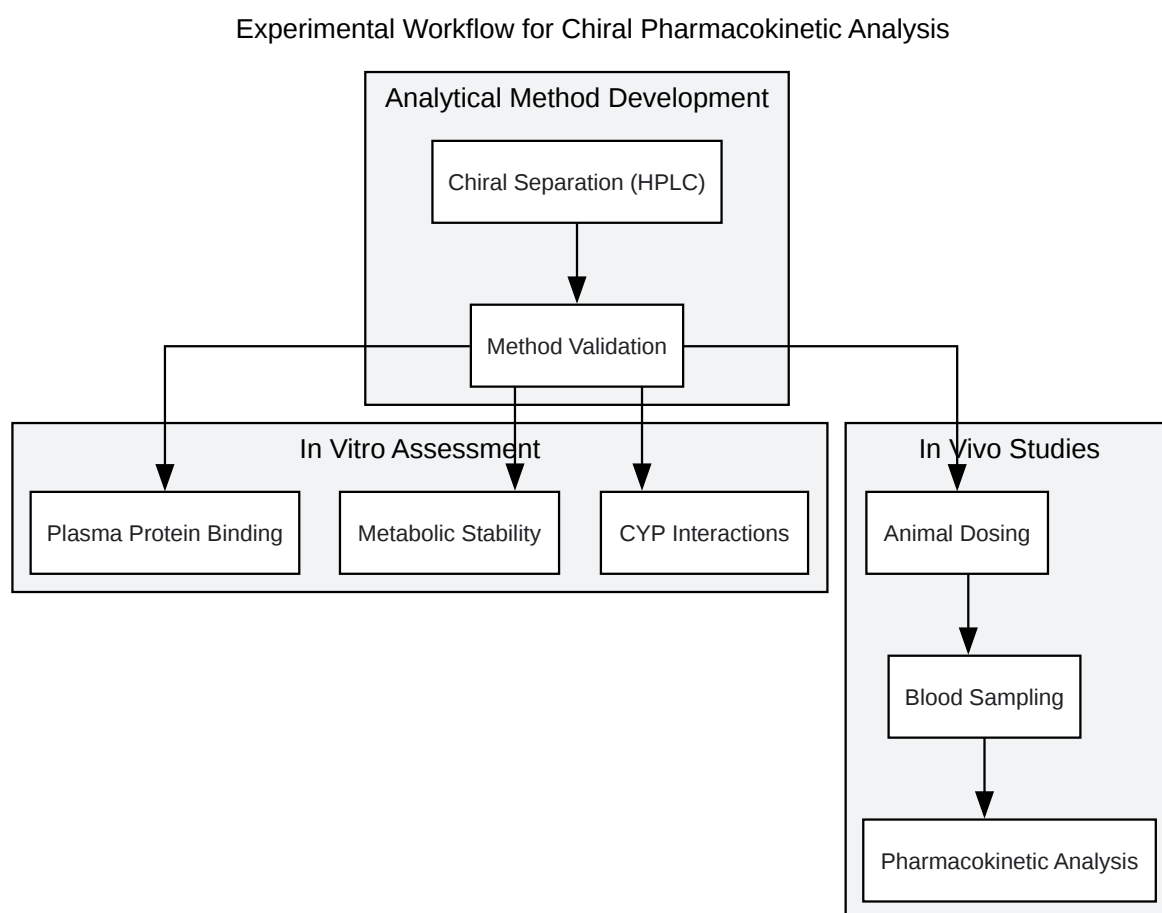 Experimental Workflow for Chiral Pharmacokinetic Analysis
Analytical Method Development
Chiral Separation (HPLC)
Method Validation
In Vitro Assessment
Plasma Protein Binding
Metabolic Stability
CYP Interactions
In Vivo Studies
Animal Dosing
Blood Sampling
Pharmacokinetic Analysis